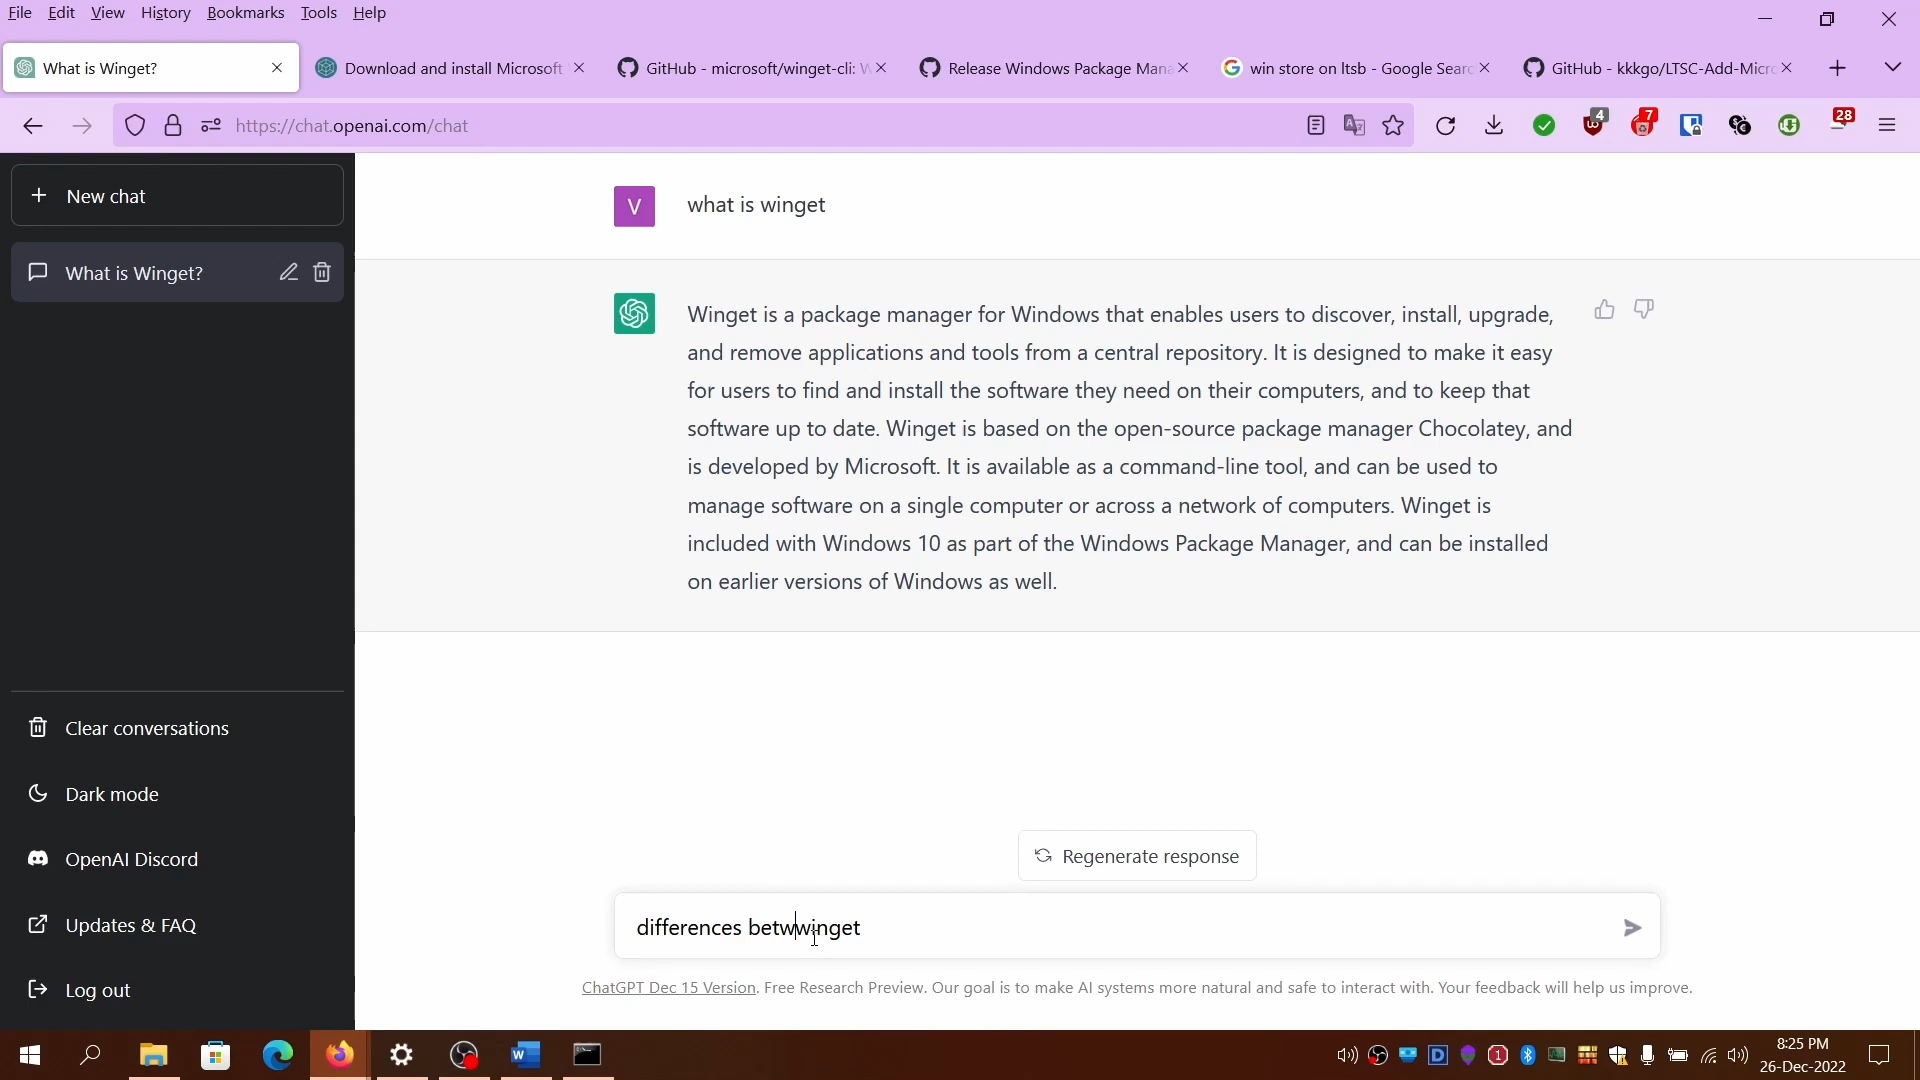 File Edit View History Bookmarks Tools Help
What is Winget? Download and install Microsoft GitHub - microsoft/winget-cli: W Release Windows Package Mana win store on ltsb - Google Searc GitHub - kkkgo/LTSC-Add-Micro
https://chat.openai.com/chat
4 7 28
New chat
V what is winget
What is Winget?
Winget is a package manager for Windows that enables users to discover, install, upgrade,
and remove applications and tools from a central repository. It is designed to make it easy
for users to find and install the software they need on their computers, and to keep that
software up to date. Winget is based on the open-source package manager Chocolatey, and
is developed by Microsoft. It is available as a command-line tool, and can be used to
manage software on a single computer or across a network of computers. Winget is
included with Windows 10 as part of the Windows Package Manager, and can be installed
on earlier versions of Windows as well.
Clear conversations
Dark mode
OpenAI Discord
Updates & FAQ
Log out
Regenerate response
differences betwwinget
ChatGPT Dec 15 Version. Free Research Preview. Our goal is to make AI systems more natural and safe to interact with. Your feedback will help us improve.
8:25 PM
26-Dec-2022